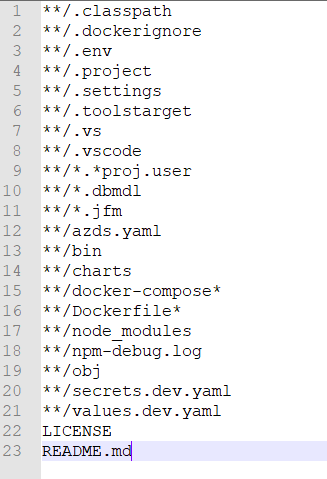 1 **/.classpath
2 **/.dockerignore
3 **/.env
4 **/.project
5 **/.settings
6 **/.toolstarget
7 **/.vs
8 **/.vscode
9 **/*.*proj.user
10 **/*.dbmdl
11 **/*.jfm
12 **/azds.yaml
13 **/bin
14 **/charts
15 **/docker-compose*
16 **/Dockerfile*
17 **/node_modules
18 **/npm-debug.log
19 **/obj
20 **/secrets.dev.yaml
21 **/values.dev.yaml
22 LICENSE
23 README.md